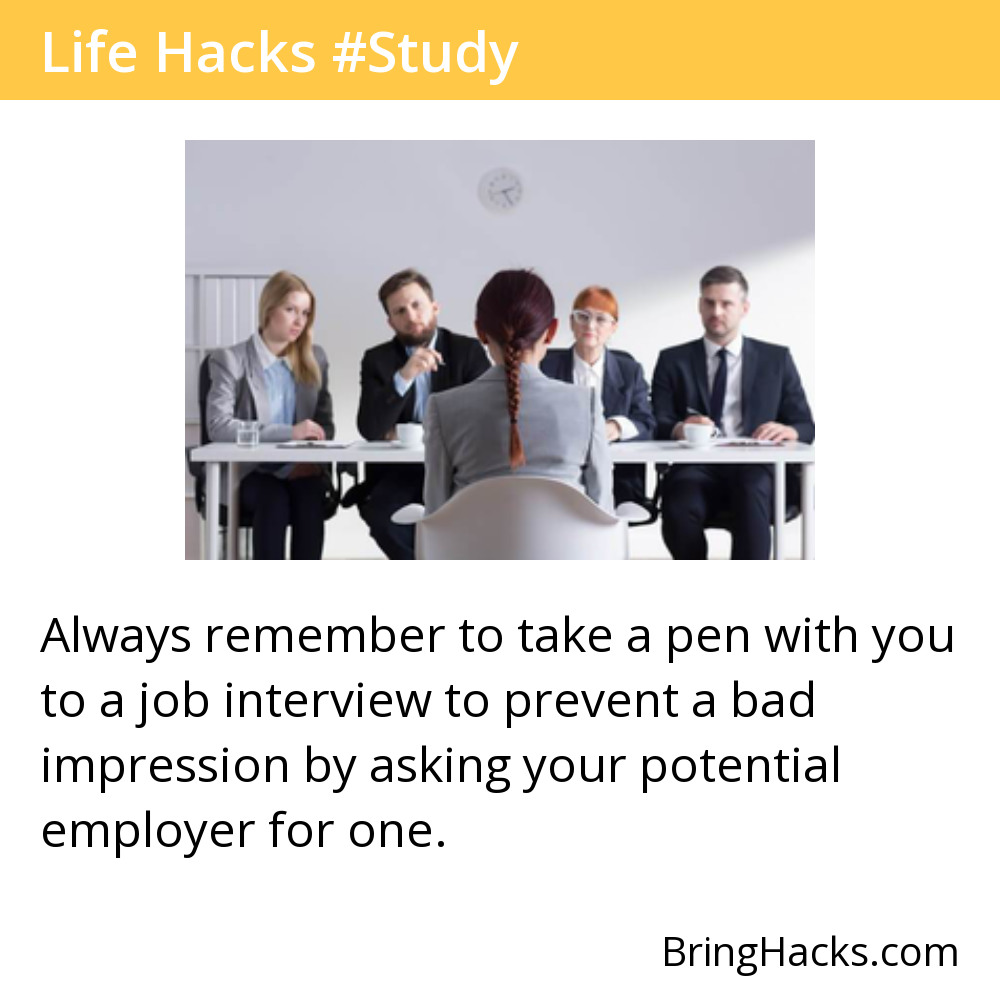 Life Hacks #Study
Always remember to take a pen with you
to a job interview to prevent a bad
impression by asking your potential
employer for one.
BringHacks.com